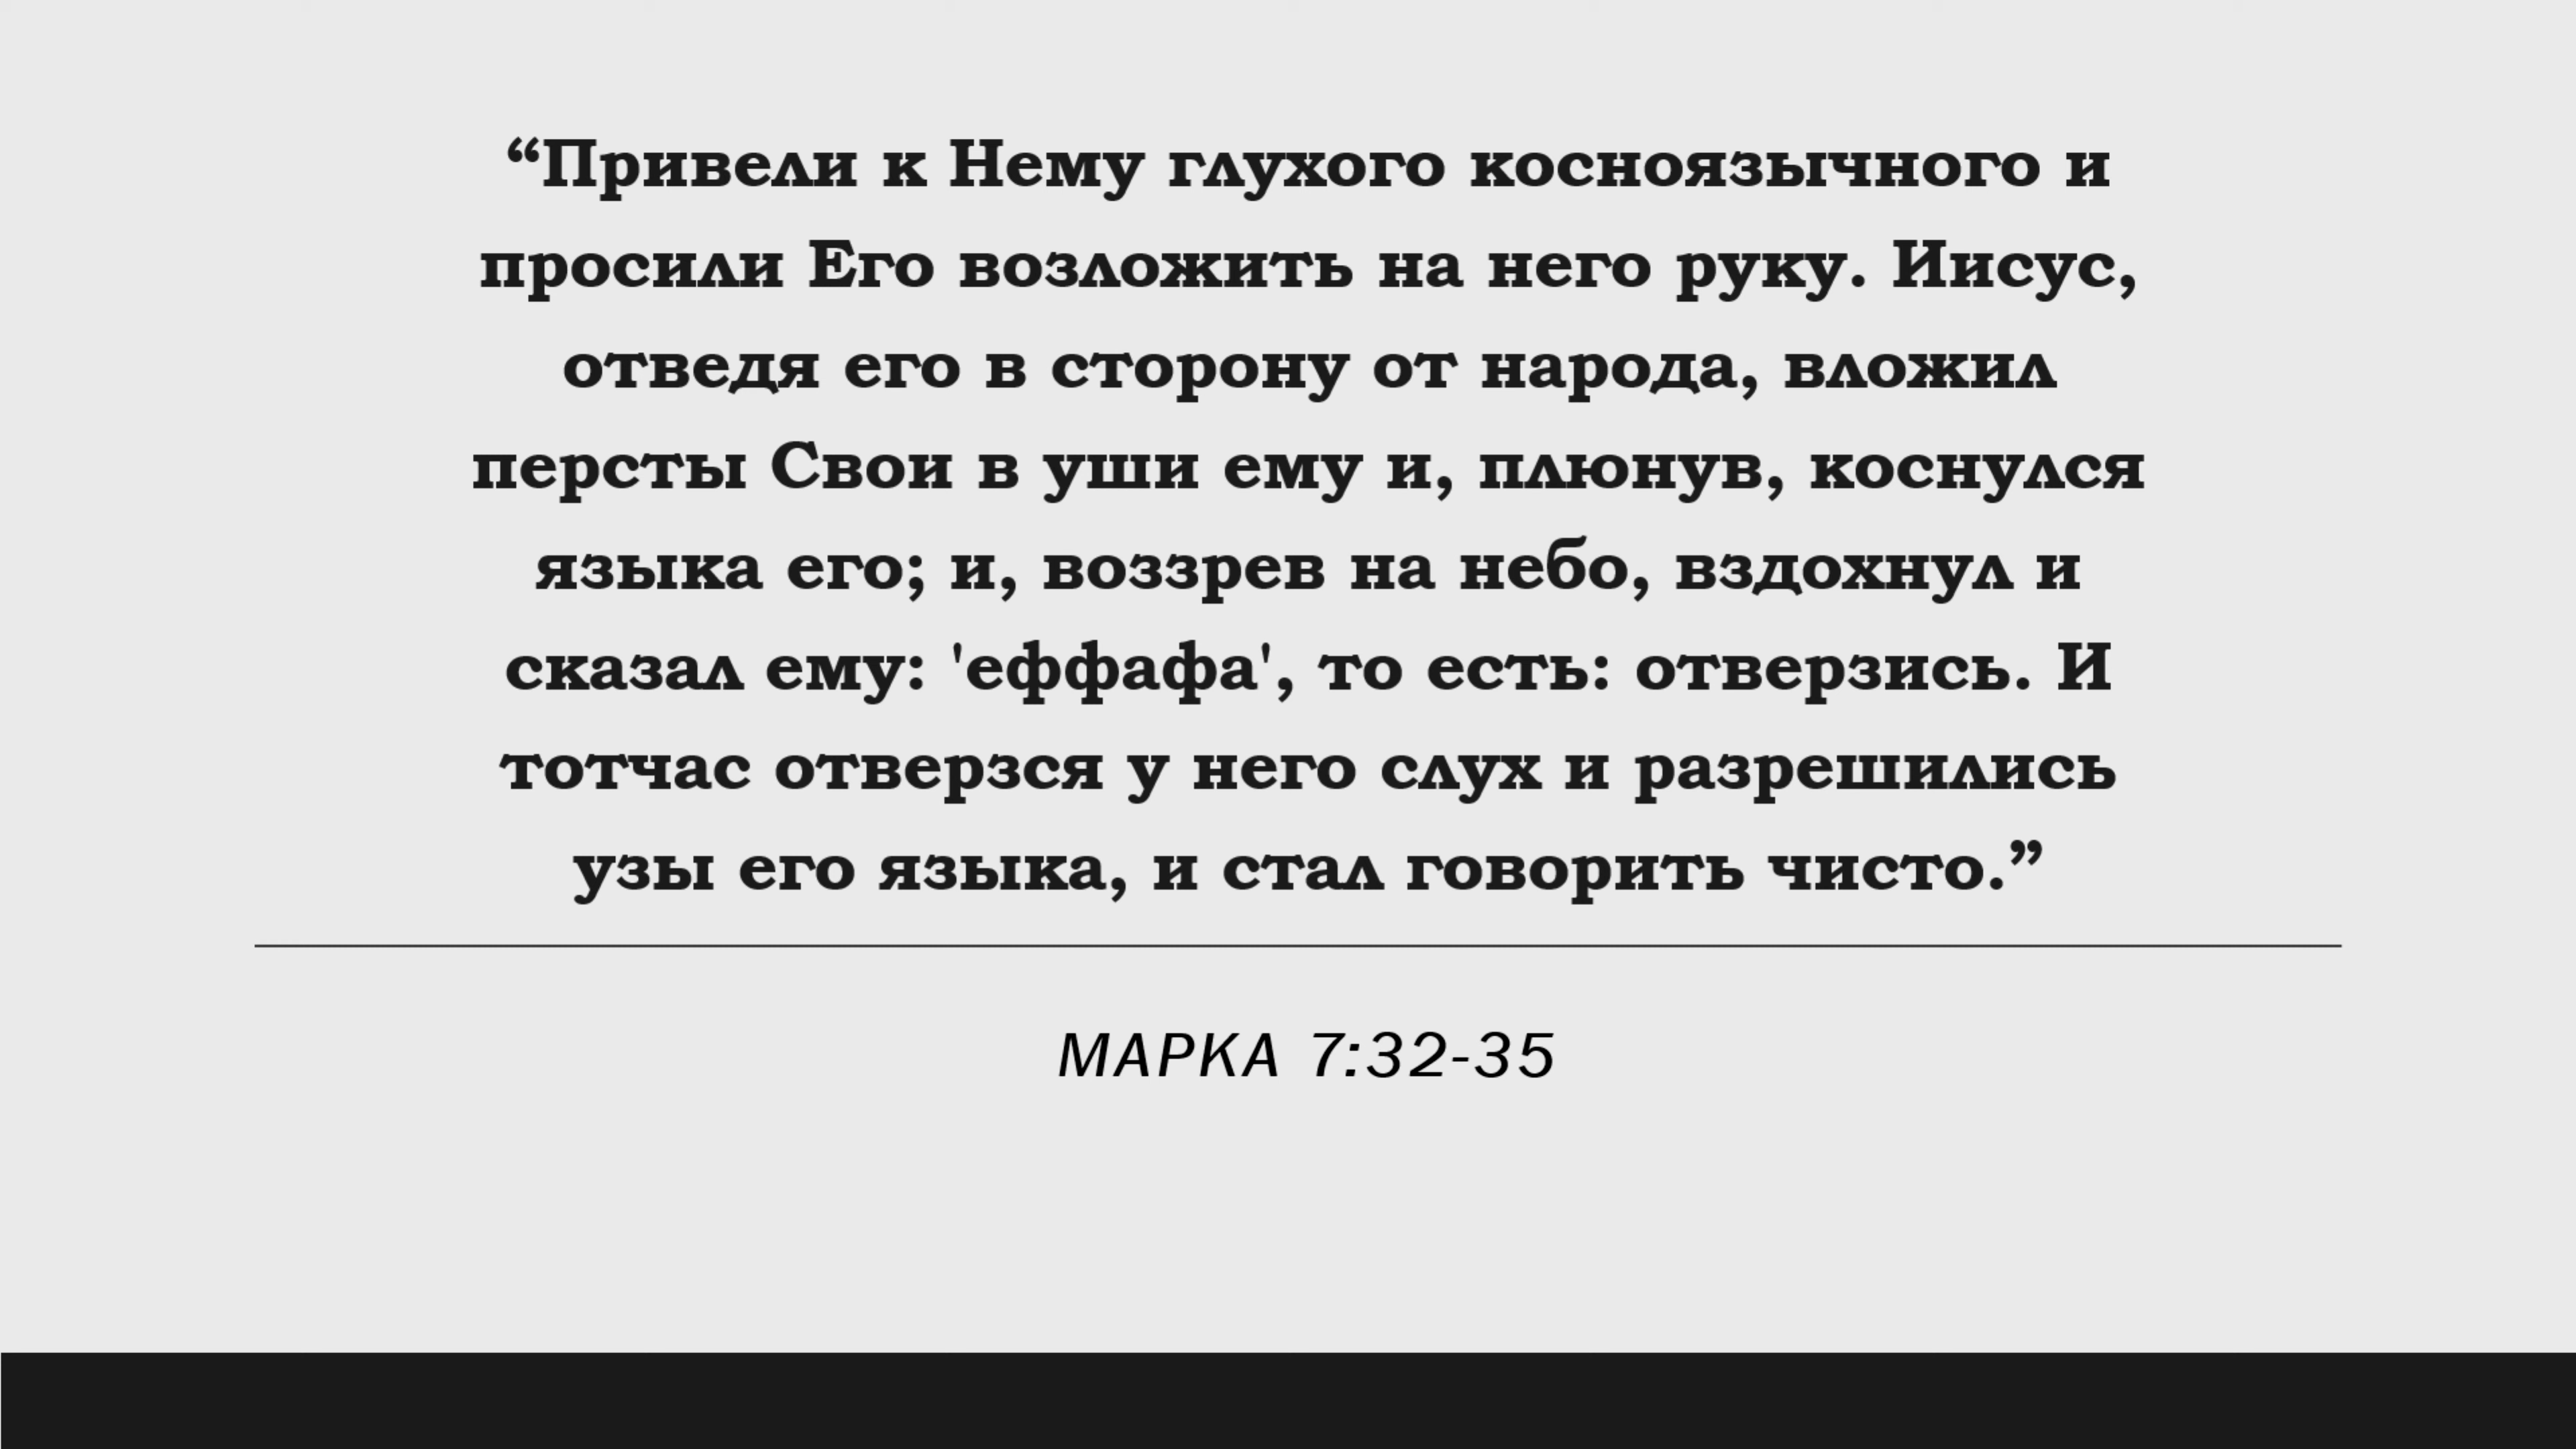 “Привели к Нему глухого косноязычного и
просили Его возложить на него руку. Иисус,
отведя его в сторону от народа, вложил
персты Свои в уши ему и, плюнув, коснулся
языка его; и, воззрев на небо, вздохнул и
сказал ему: 'еффафа', то есть: отверзись. И
тотчас отверзся у него слух и разрешились
узы его языка, и стал говорить чисто.”
МАРКА 7:32-35